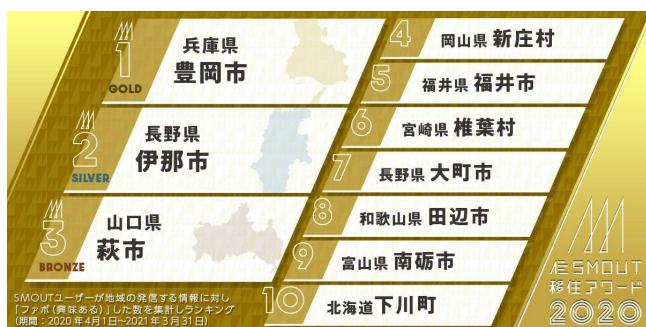 1
GOLD
兵庫県
豊岡市
2
SILVER
長野県
伊那市
3
BRONZE
山口県
萩市
4
岡山県 新庄村
5
福井県 福井市
6
宮崎県 椎葉村
7
長野県 大町市
8
和歌山県 田辺市
9
富山県 南砺市
10
北海道 下川町
SMOUTユーザーが地域の発信する情報に対し
「ファボ(興味ある)」した数を集計しランキング
(期間:2020年4月1日~2021年3月31日)
SMOUT
移住アワード
2020